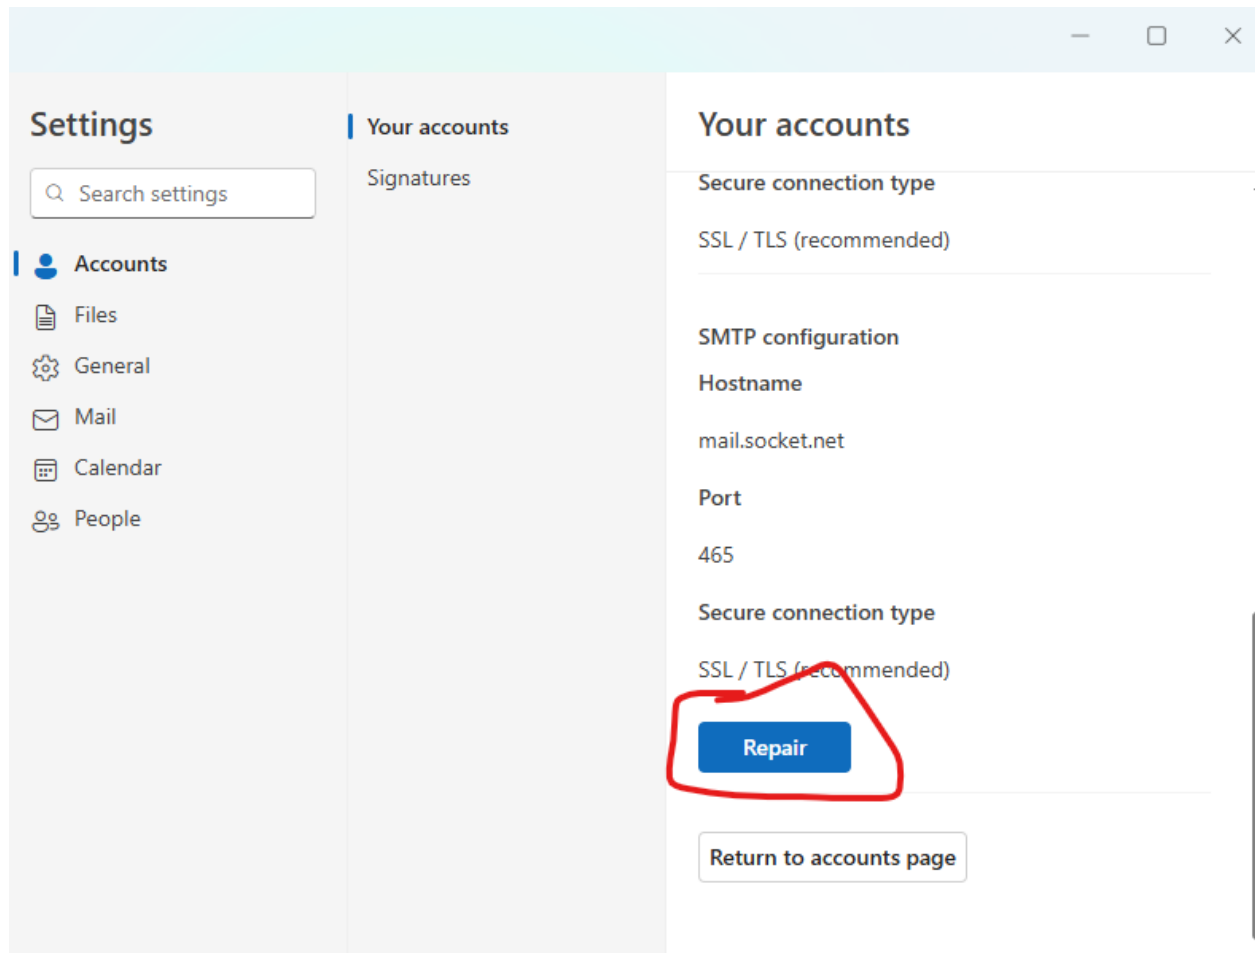 Settings
Search settings
Accounts
Files
General
Mail
Calendar
People
Your accounts
Signatures
Your accounts
Secure connection type
SSL / TLS (recommended)
SMTP configuration
Hostname
mail.socket.net
Port
465
Secure connection type
SSL / TLS (recommended)
Repair
Return to accounts page